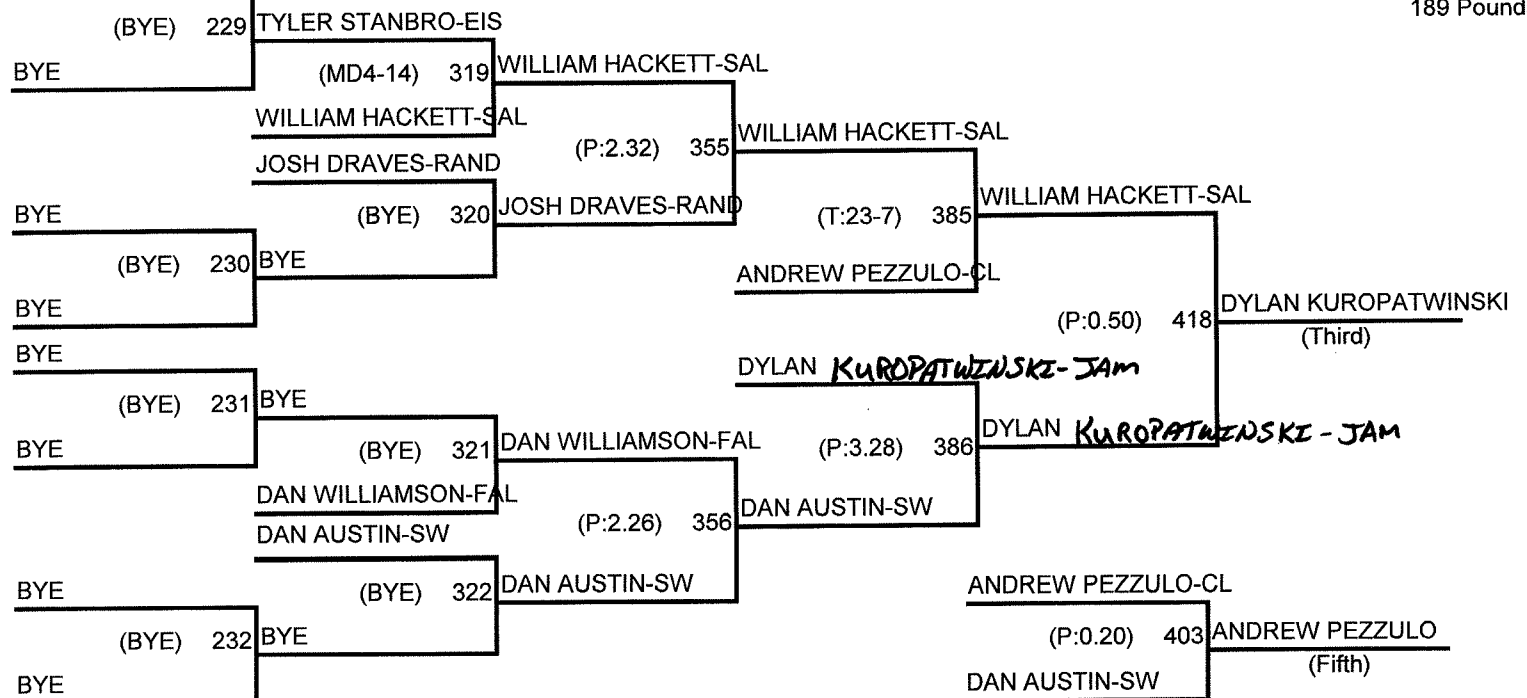 189 Pound
(BYE) 229 TYLER STANBRO-EIS
BYE
(MD4-14) 319 WILLIAM HACKETT-SAL
WILLIAM HACKETT-SAL
(P:2.32) 355 WILLIAM HACKETT-SAL
JOSH DRAVES-RAND
BYE
(BYE) 320 JOSH DRAVES-RAND
(T:23-7) 385 WILLIAM HACKETT-SAL
(BYE) 230 BYE
ANDREW PEZZULO-CL
BYE
(P:0.50) 418 DYLAN KUROPATWINSKI
(Third)
BYE
DYLAN KUROPATWINSKI-JAM
(BYE) 231 BYE
(P:3.28) 386 DYLAN KUROPATWINSKI-JAM
BYE
(BYE) 321 DAN WILLIAMSON-FAL
DAN WILLIAMSON-FAL
(P:2.26) 356 DAN AUSTIN-SW
DAN AUSTIN-SW
BYE
(BYE) 322 DAN AUSTIN-SW
ANDREW PEZZULO-CL
(BYE) 232 BYE
(P:0.20) 403 ANDREW PEZZULO
(Fifth)
BYE
DAN AUSTIN-SW